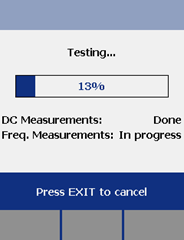 Testing...
13%
DC Measurements: Done
Freq. Measurements: In progress
Press EXIT to cancel